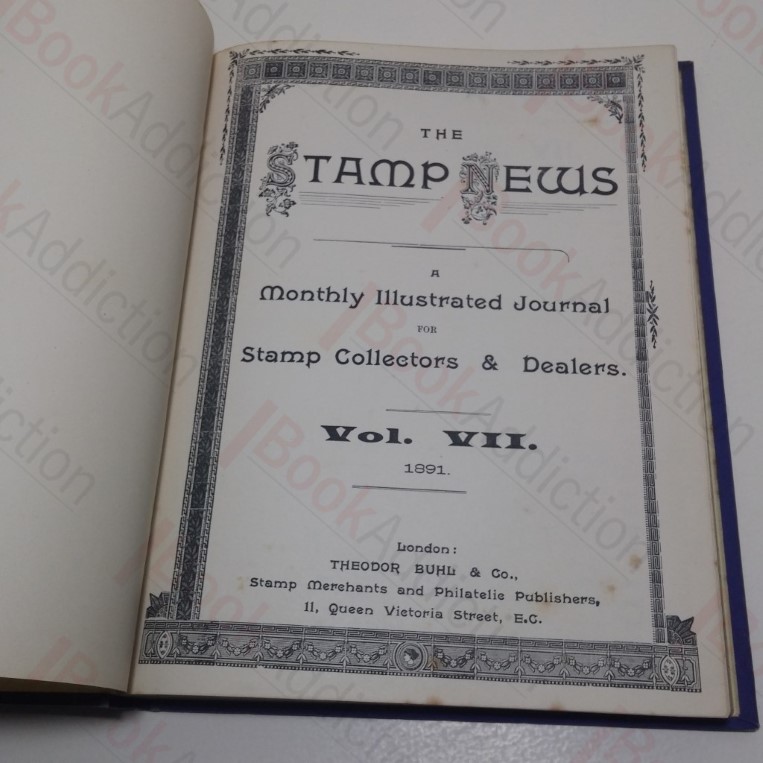 THE
STAMP NEWS
A
Monthly Illustrated Journal
FOR
Stamp Collectors & Dealers.
Vol. VII.
1891.
London:
THEODOR BUHL & Co.,
Stamp Merchants and Philatelic Publishers,
11, Queen Victoria Street, E.C.
BookAddiction